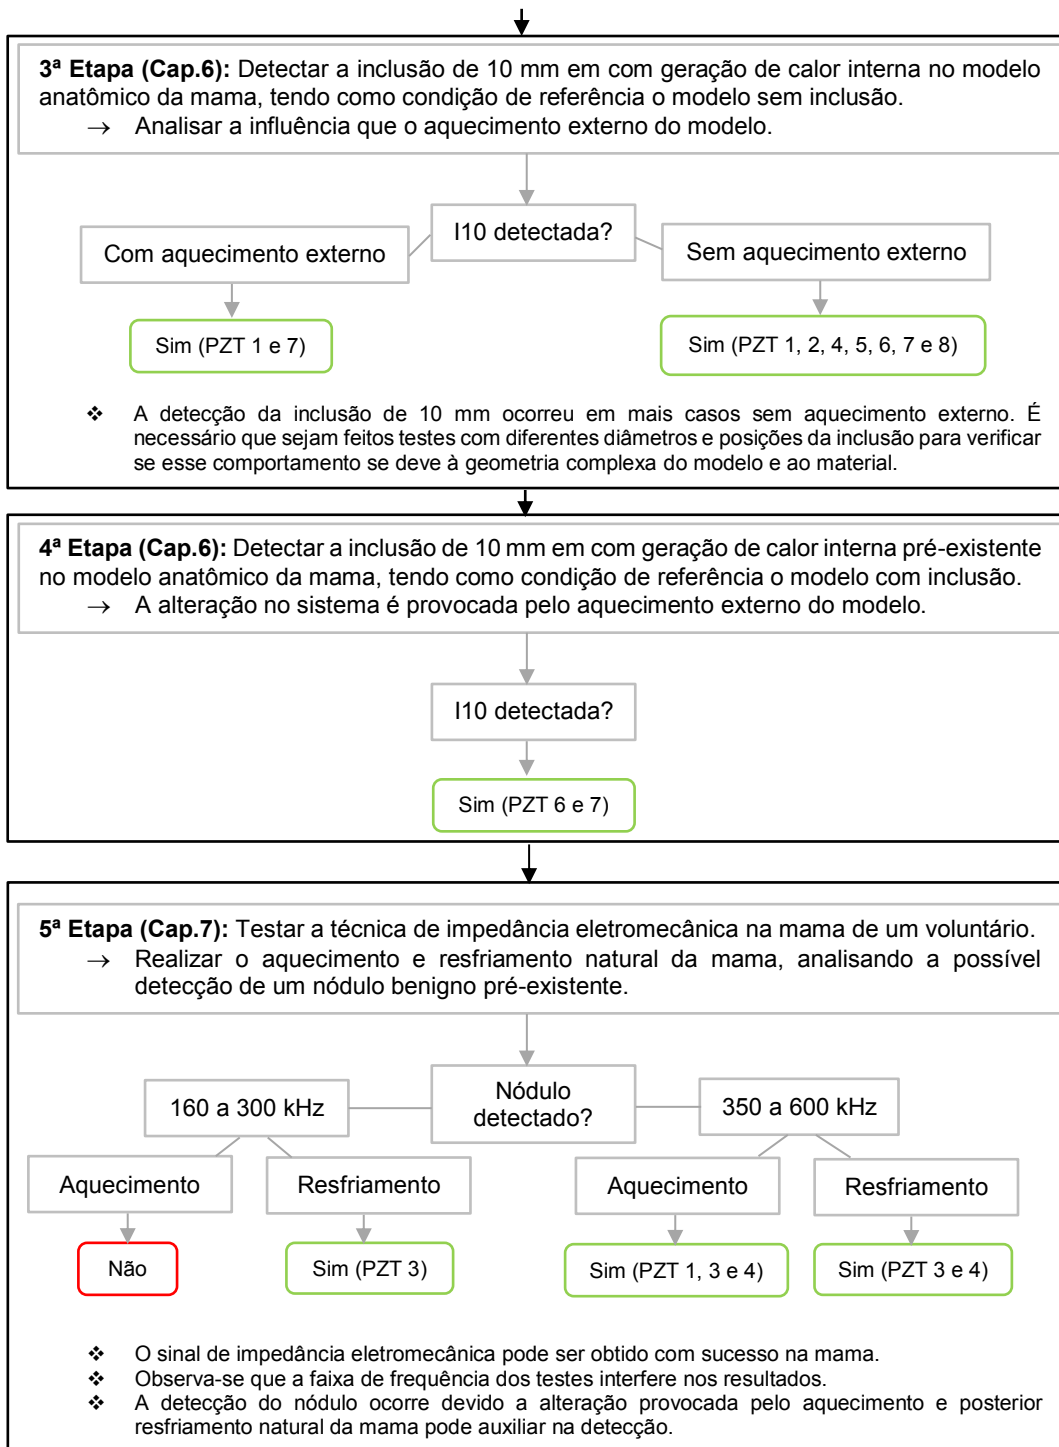 3ª Etapa (Cap.6): Detectar a inclusão de 10 mm em com geração de calor interna no modelo
anatômico da mama, tendo como condição de referência o modelo sem inclusão.
→ Analisar a influência que o aquecimento externo do modelo.
I10 detectada?
Com aquecimento externo
Sem aquecimento externo
Sim (PZT 1 e 7)
Sim (PZT 1, 2, 4, 5, 6, 7 e 8)
❖ A detecção da inclusão de 10 mm ocorreu em mais casos sem aquecimento externo. É
necessário que sejam feitos testes com diferentes diâmetros e posições da inclusão para verificar
se esse comportamento se deve à geometria complexa do modelo e ao material.
4ª Etapa (Cap.6): Detectar a inclusão de 10 mm em com geração de calor interna pré-existente
no modelo anatômico da mama, tendo como condição de referência o modelo com inclusão.
→ A alteração no sistema é provocada pelo aquecimento externo do modelo.
I10 detectada?
Sim (PZT 6 e 7)
5ª Etapa (Cap.7): Testar a técnica de impedância eletromecânica na mama de um voluntário.
→ Realizar o aquecimento e resfriamento natural da mama, analisando a possível
detecção de um nódulo benigno pré-existente.
Nódulo
detectado?
160 a 300 kHz
350 a 600 kHz
Aquecimento
Resfriamento
Aquecimento
Resfriamento
Não
Sim (PZT 3)
Sim (PZT 1, 3 e 4)
Sim (PZT 3 e 4)
❖ O sinal de impedância eletromecânica pode ser obtido com sucesso na mama.
❖ Observa-se que a faixa de frequência dos testes interfere nos resultados.
❖ A detecção do nódulo ocorre devido a alteração provocada pelo aquecimento e posterior
resfriamento natural da mama pode auxiliar na detecção.